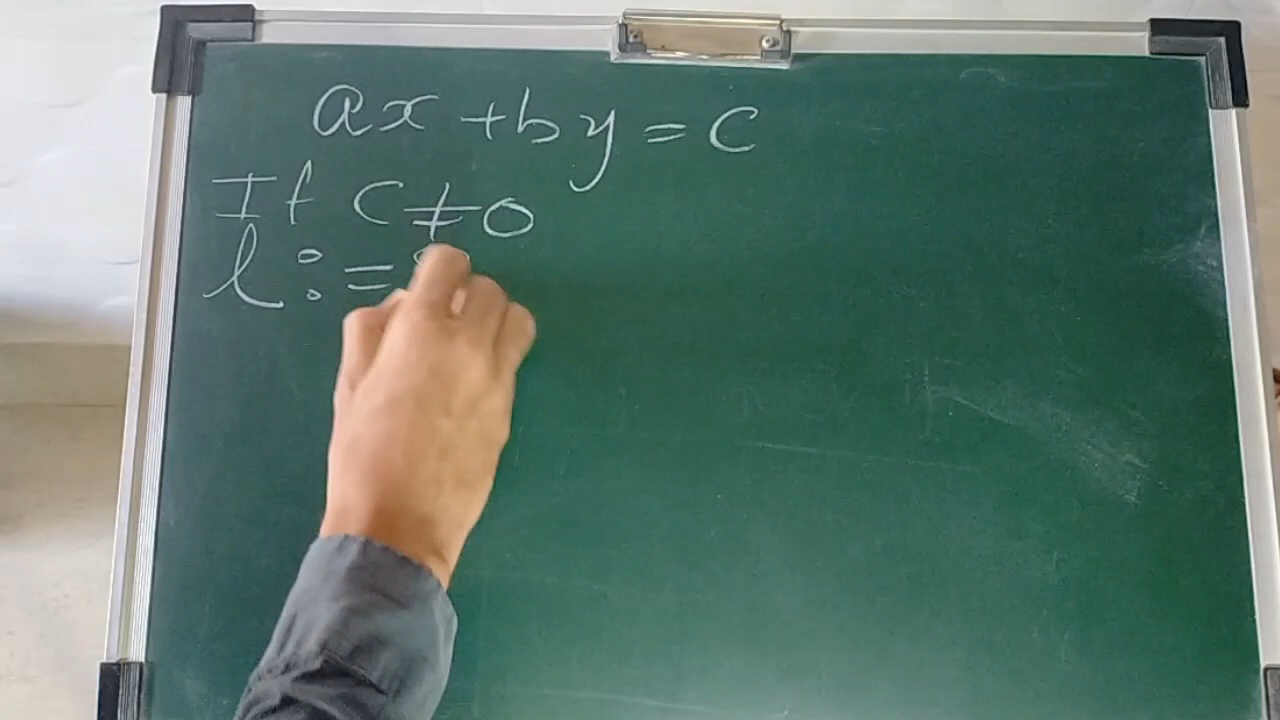 ax + by = c
If c ≠ 0
l :=